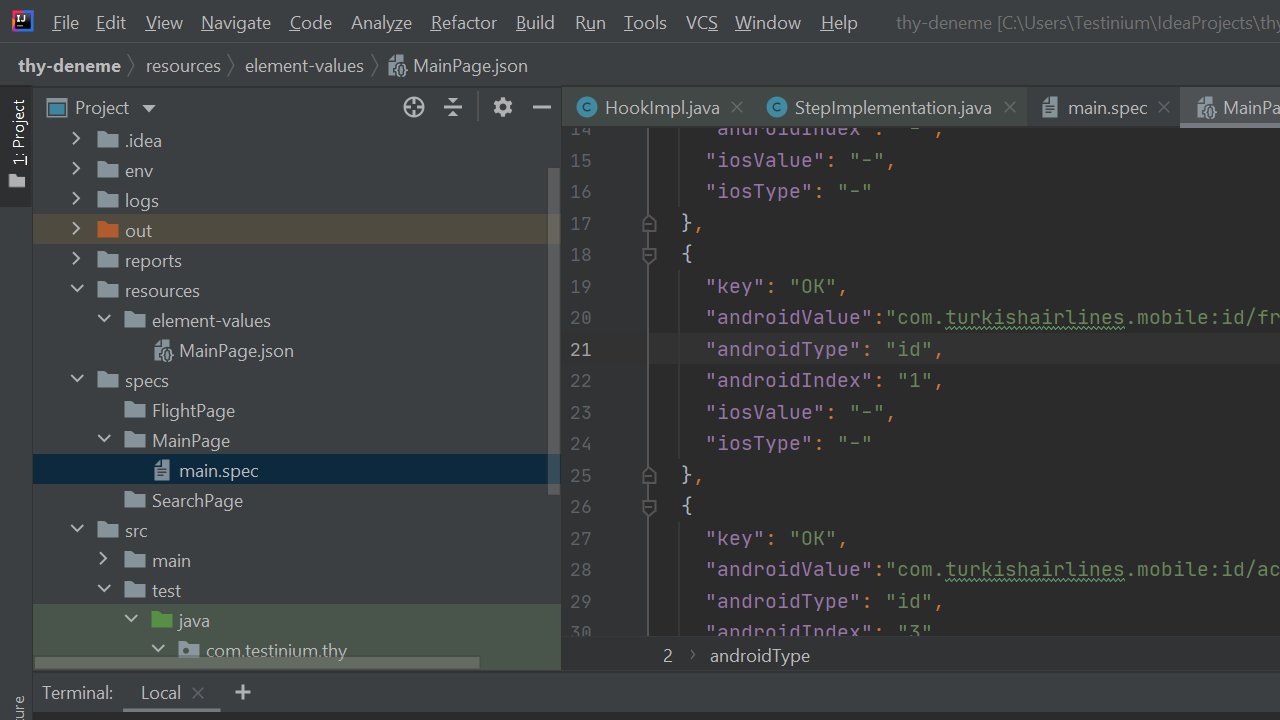 File Edit View Navigate Code Analyze Refactor Build Run Tools VCS Window Help thy-deneme [C:\Users\Testinium\IdeaProjects\thy
thy-deneme resources element-values MainPage.json
1: Project
Project
.idea
env
logs
out
reports
resources
element-values
MainPage.json
specs
FlightPage
MainPage
main.spec
SearchPage
src
main
test
java
com.testinium.thy
HookImpl.java StepImplementation.java main.spec MainPa
14 "androidIndex": "-",
15 "iosValue": "-",
16 "iosType": "-"
17 },
18 {
19 "key": "OK",
20 "androidValue":"com.turkishairlines.mobile:id/fr
21 "androidType": "id",
22 "androidIndex": "1",
23 "iosValue": "-",
24 "iosType": "-"
25 },
26 {
27 "key": "OK",
28 "androidValue":"com.turkishairlines.mobile:id/ac
29 "androidType": "id",
30 "androidIndex": "3"
2 androidType
Terminal: Local +